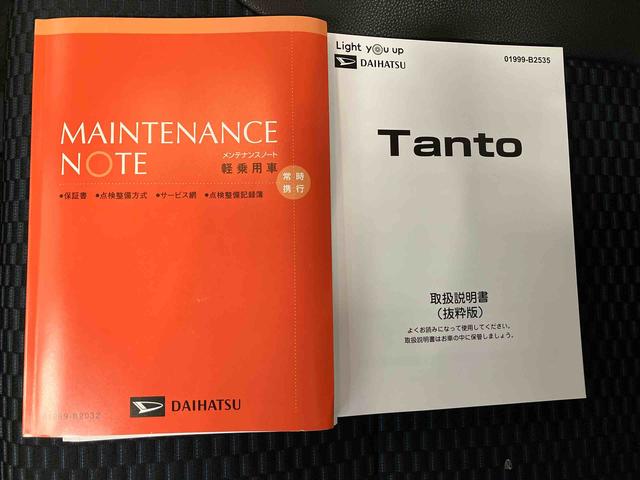 MAINTENANCE
NOTE
メンテナンスノート
軽乗用車
常時
携行
●保証書 ●点検整備方式 ●サービス網 ●点検整備記録簿
DAIHATSU
01999-B2032
Light you up
DAIHATSU
01999-B2535
Tanto
取扱説明書
(抜粋版)
よくお読みになって使用してください。
取扱説明書はお車の中に保管しましょう。